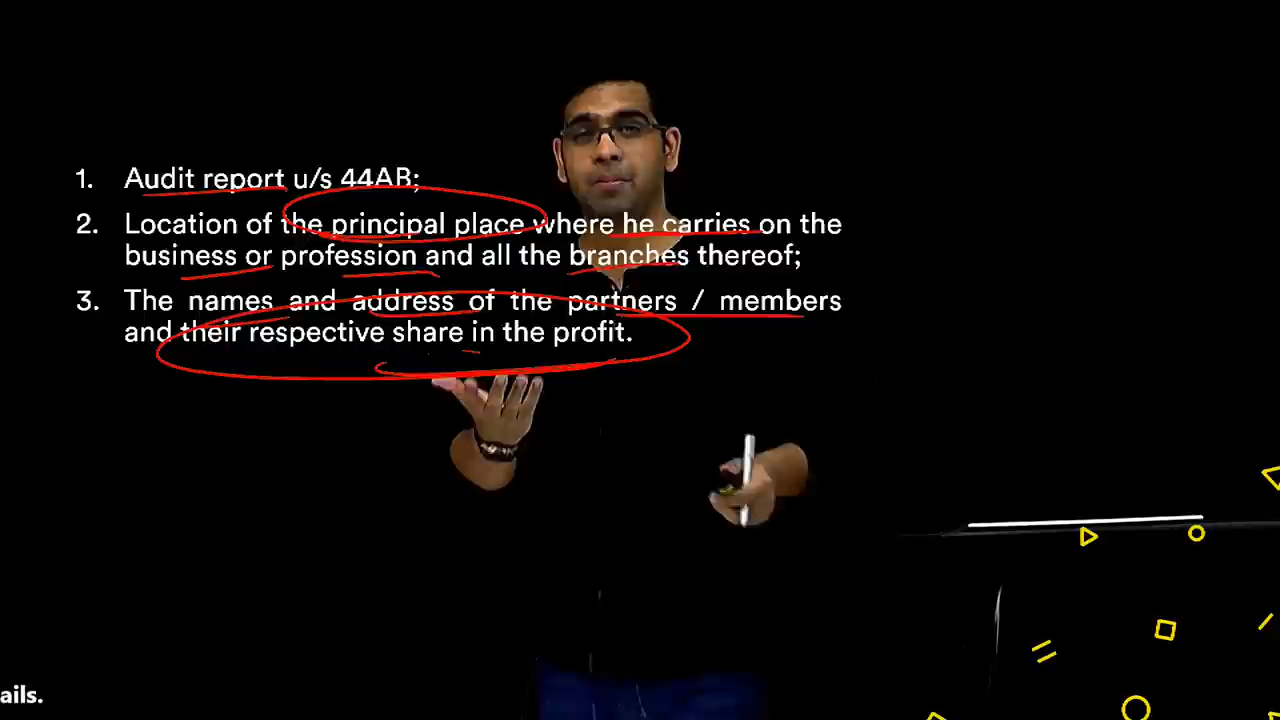 1. Audit report u/s 44AB;
2. Location of the principal place where he carries on the
business or profession and all the branches thereof;
3. The names and address of the partners / members
and their respective share in the profit.
ails.